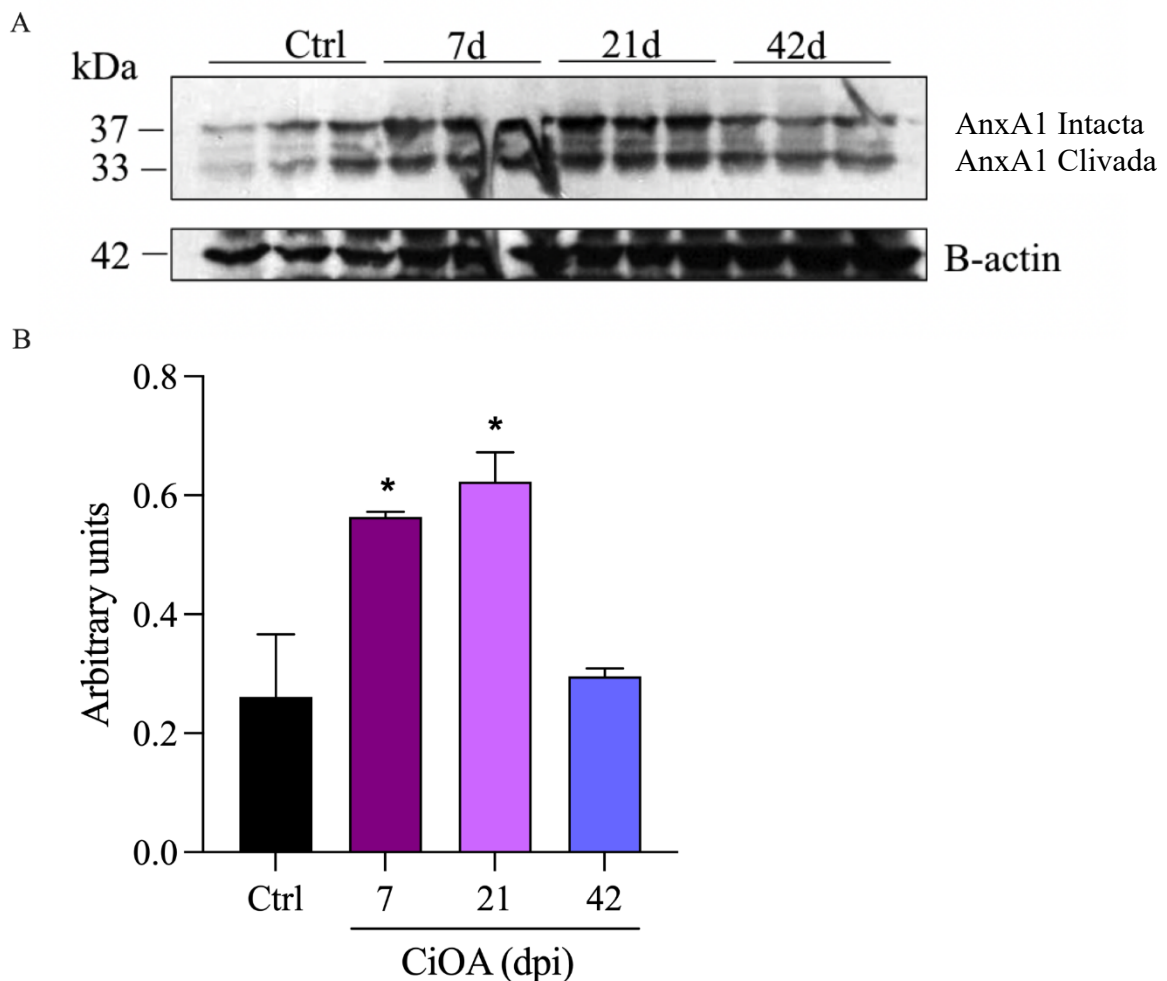 A
Ctrl 7d 21d 42d
kDa
37 AnxA1 Intacta
33 AnxA1 Clivada
42 B-actin
B
0.8
0.6
0.4
0.2
0.0
Arbitrary units
* *
Ctrl 7 21 42
CiOA (dpi)